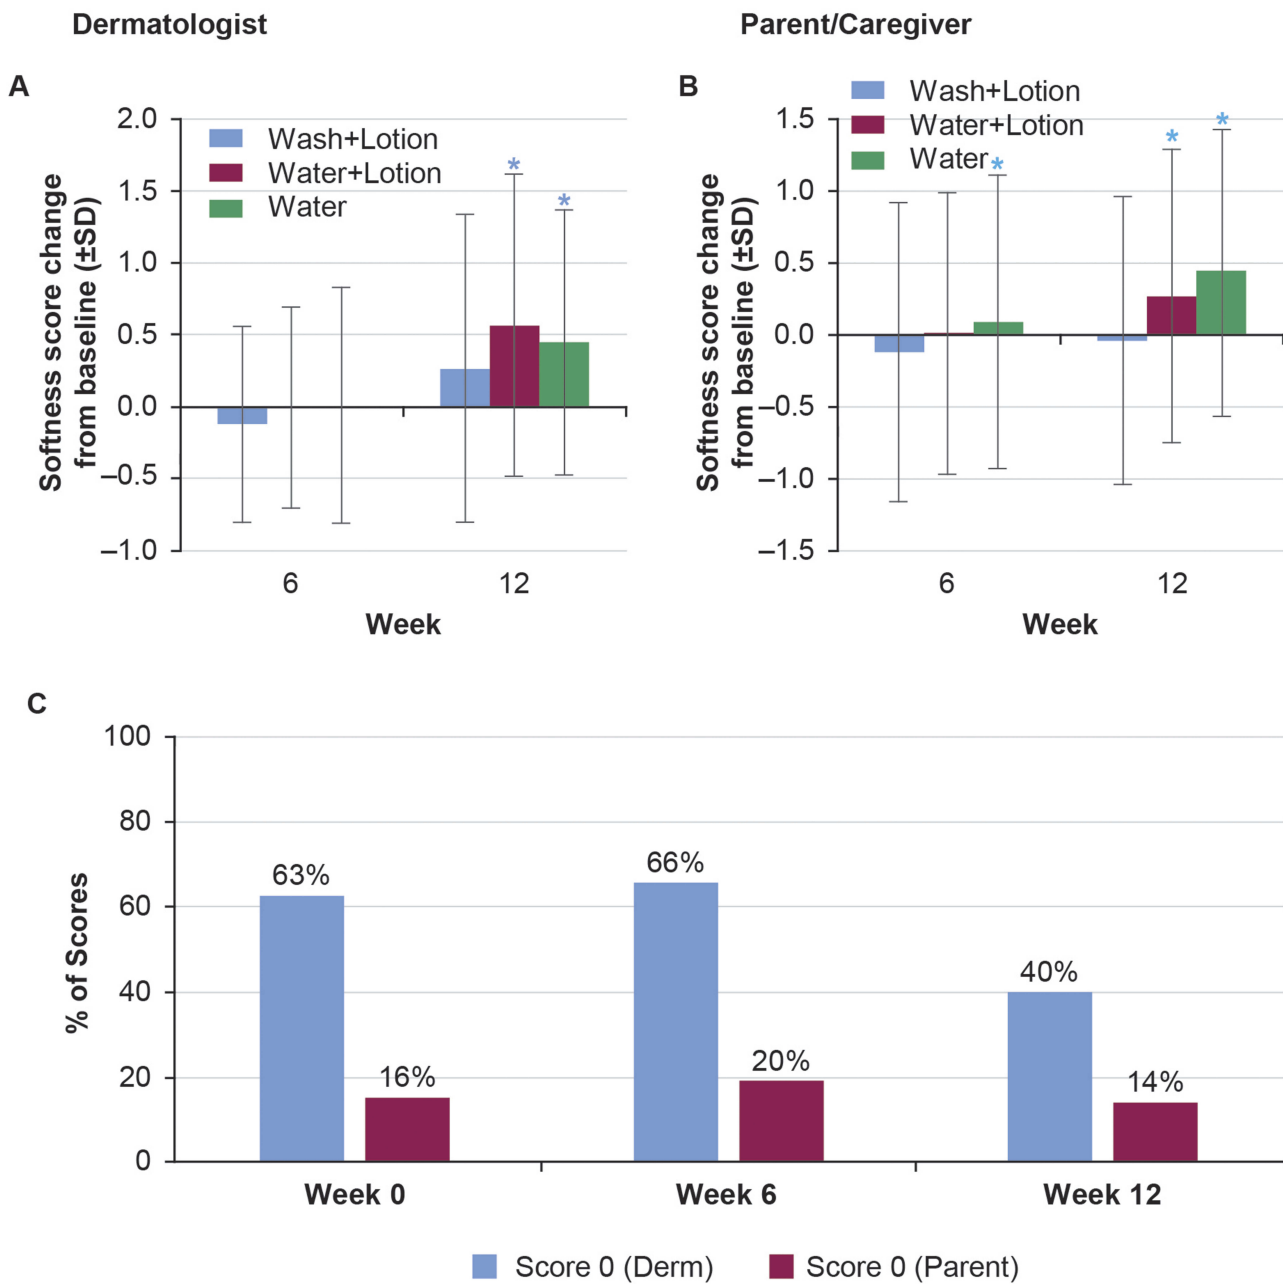 Dermatologist
Parent/Caregiver
A
Wash+Lotion
Water+Lotion
Water
* *
Softness score change
from baseline (±SD)
2.0
1.5
1.0
0.5
0.0
–0.5
–1.0
6 12
Week
B
Wash+Lotion
Water+Lotion
Water
* * *
Softness score change
from baseline (±SD)
1.5
1.0
0.5
0.0
–0.5
–1.0
–1.5
6 12
Week
C
% of Scores
100
80
60
40
20
0
63% 16% 66% 20% 40% 14%
Week 0 Week 6 Week 12
Score 0 (Derm) Score 0 (Parent)